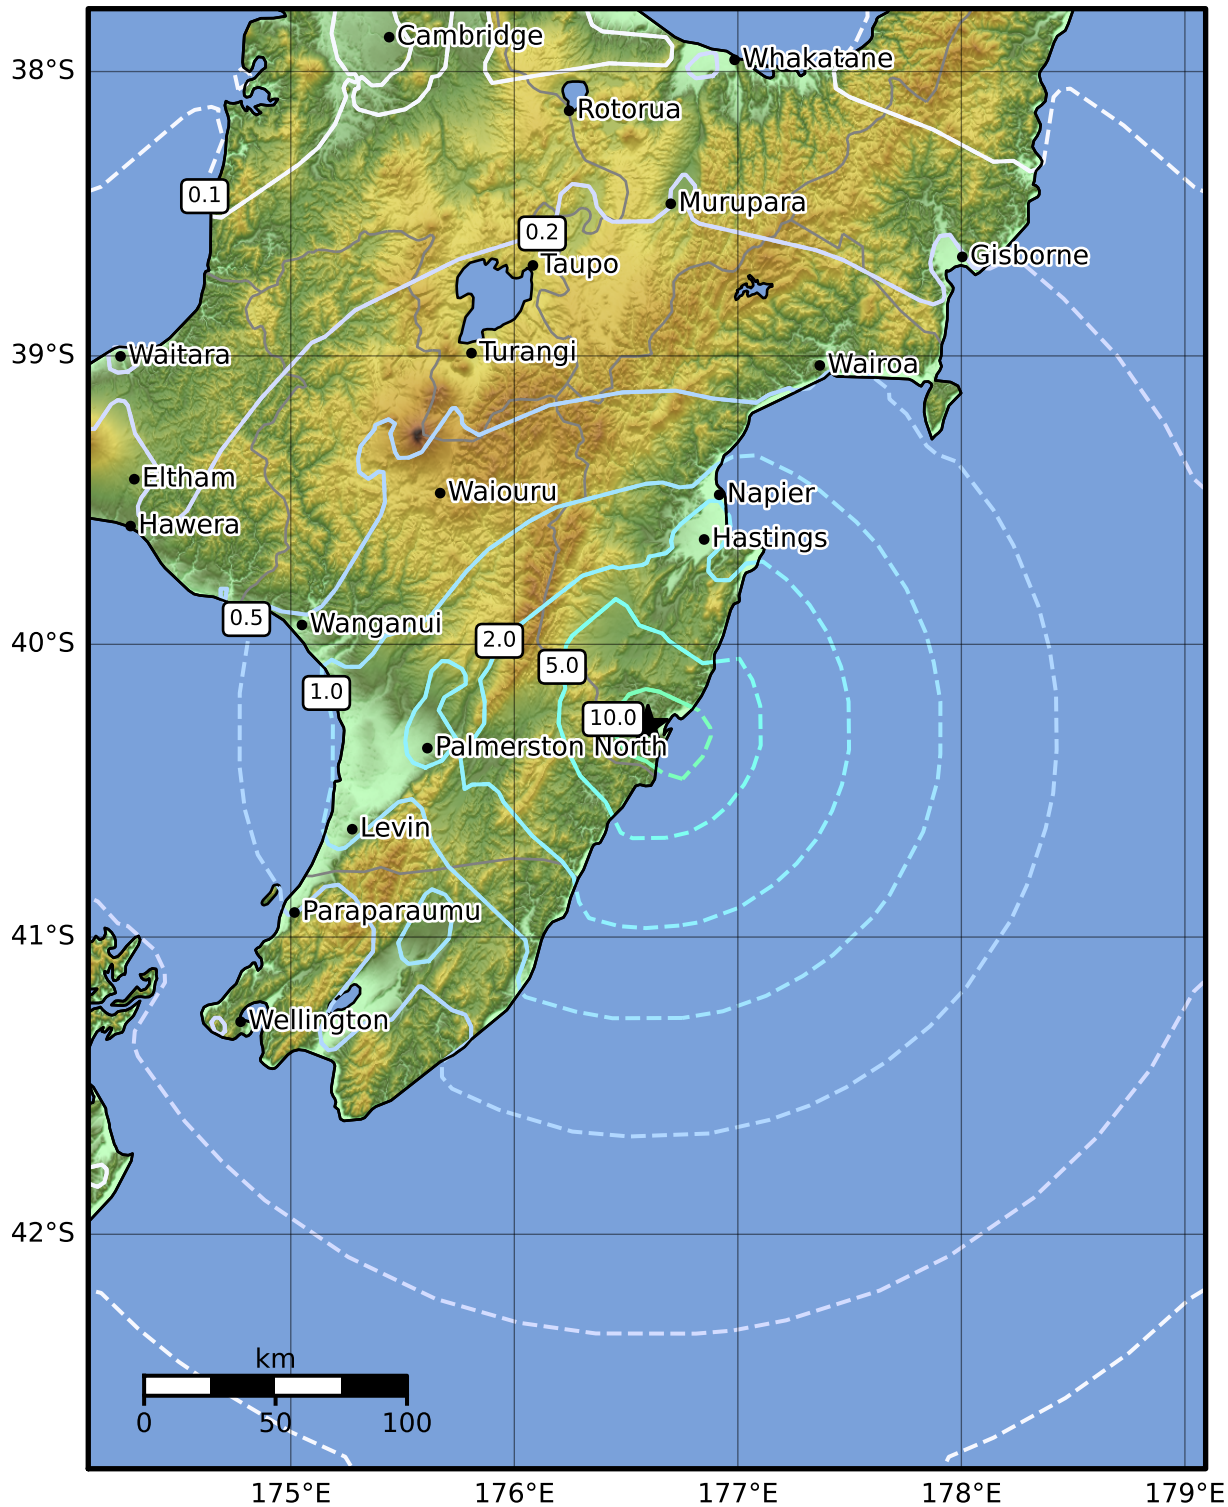 Cambridge
Whakatane
38°S
Rotorua
0.1
Murupara
0.2
Gisborne
Taupo
Turangi
39°S
Waitara
Wairoa
Eltham
Waiouru
Napier
Hawera
Hastings
0.5
Wanganui
2.0
40°S
5.0
1.0
10.0
Palmerston North
Levin
Paraparaumu
41°S
Wellington
42°S
km
0 50 100
175°E 176°E 177°E 178°E 179°E